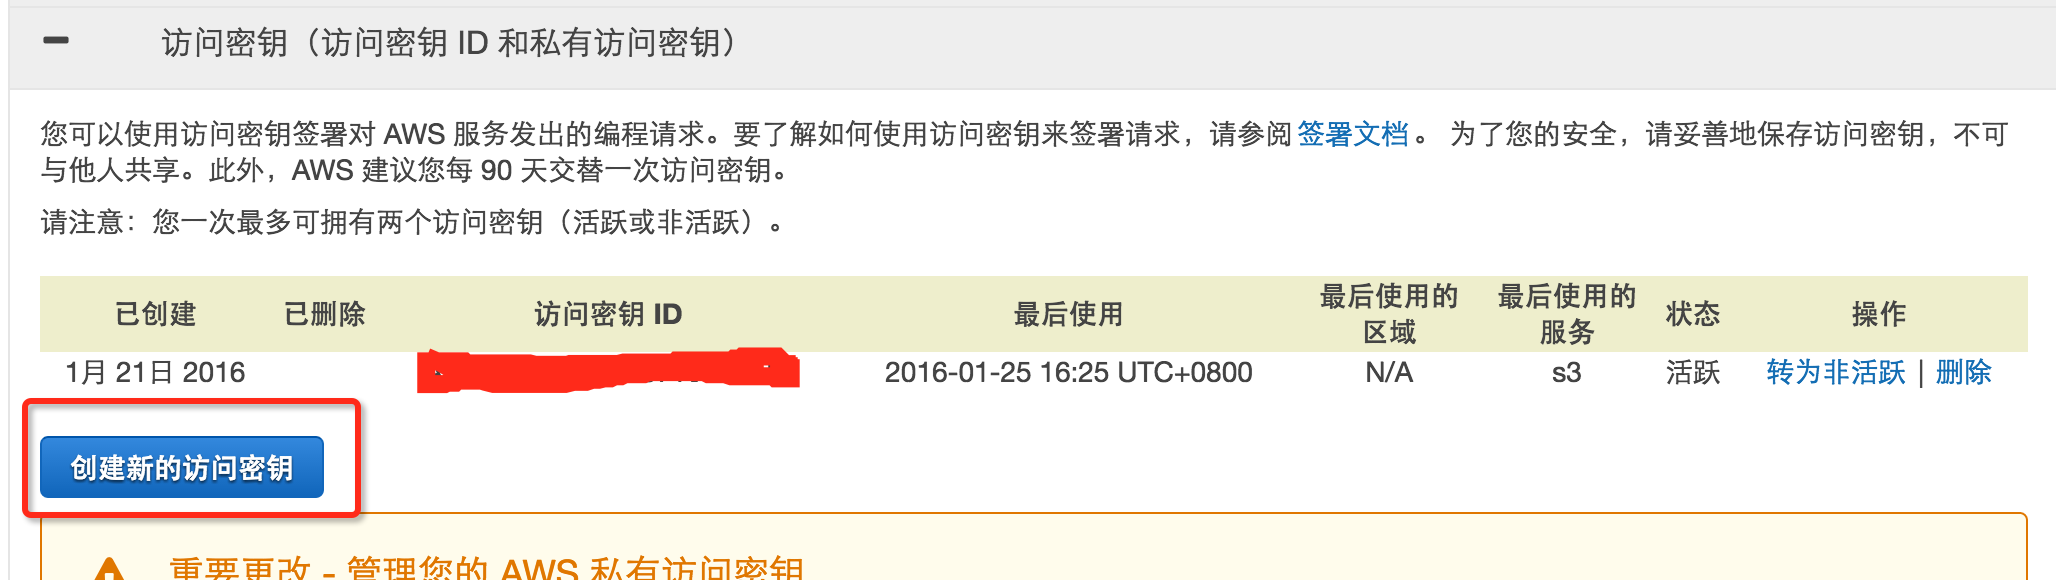 访问密钥（访问密钥 ID 和私有访问密钥）
您可以使用访问密钥签署对 AWS 服务发出的编程请求。要了解如何使用访问密钥来签署请求，请参阅 签署文档 。 为了您的安全，请妥善地保存访问密钥，不可
与他人共享。此外，AWS 建议您每 90 天交替一次访问密钥。
请注意：您一次最多可拥有两个访问密钥（活跃或非活跃）。
已创建 已删除 访问密钥 ID 最后使用 最后使用的区域 最后使用的服务 状态 操作
1月 21日 2016 2016-01-25 16:25 UTC+0800 N/A s3 活跃 转为非活跃 | 删除
创建新的访问密钥
重要更改 - 管理您的 AWS 私有访问密钥